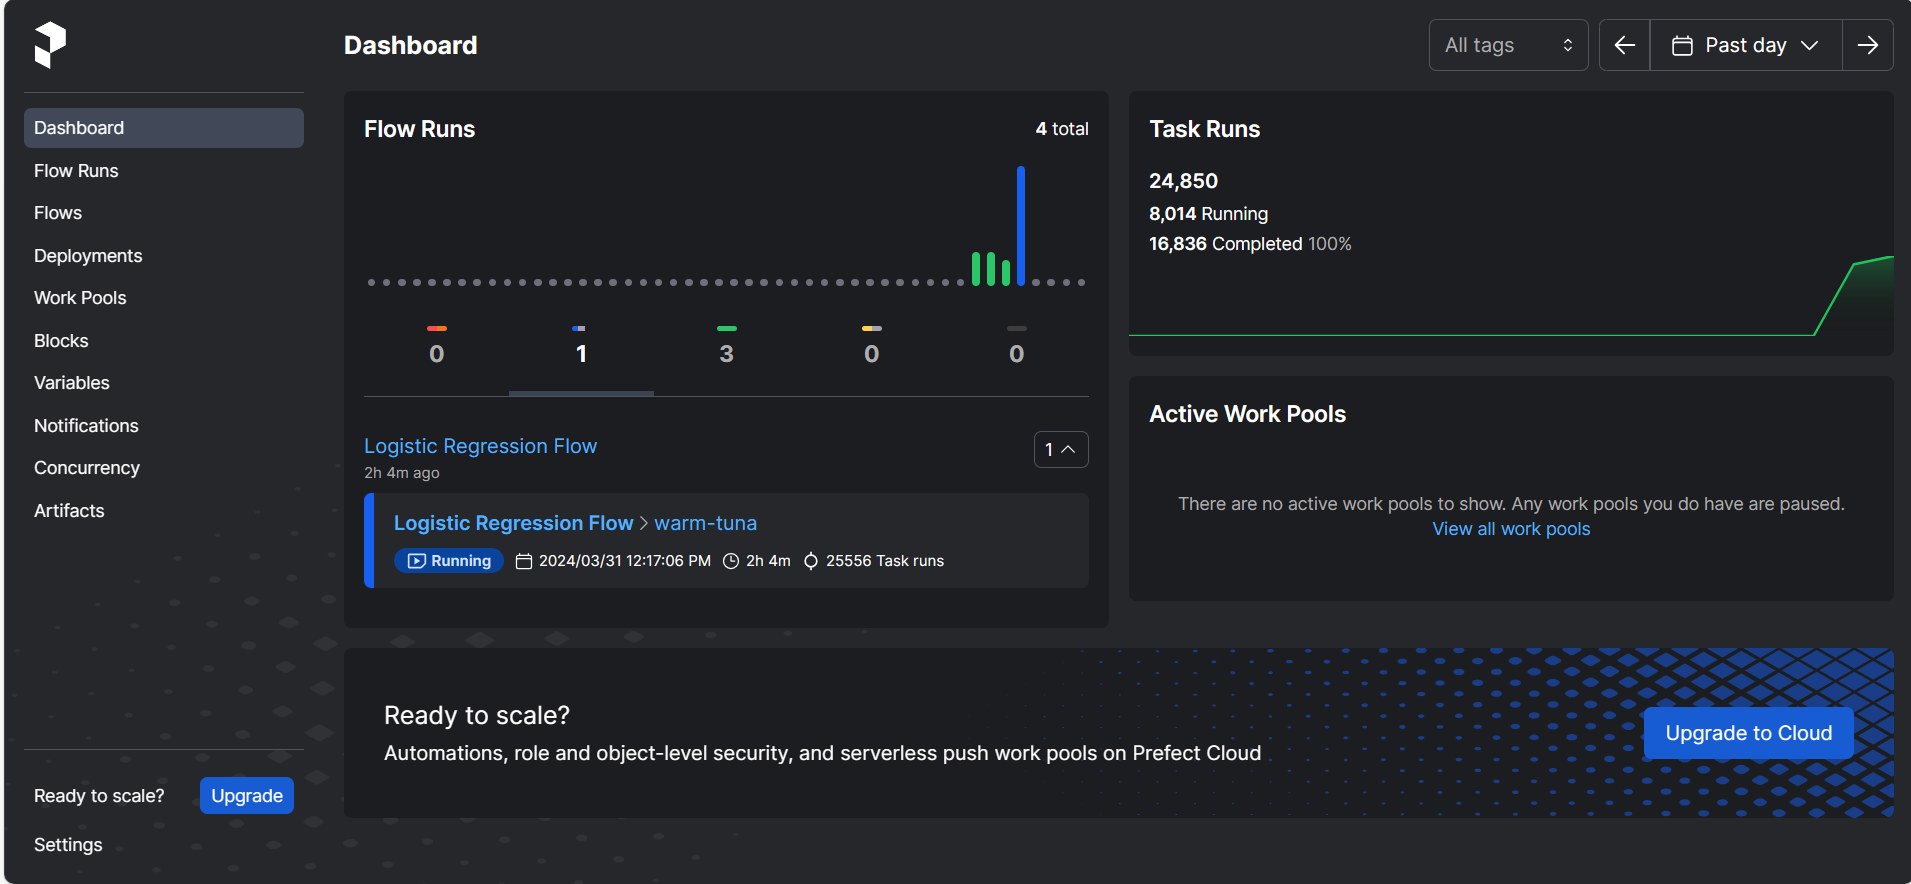 Dashboard
All tags
Past day
Dashboard
Flow Runs
Flows
Deployments
Work Pools
Blocks
Variables
Notifications
Concurrency
Artifacts
Ready to scale?
Upgrade
Settings
Flow Runs
4 total
0
1
3
0
0
Logistic Regression Flow
1
2h 4m ago
Logistic Regression Flow > warm-tuna
Running 2024/03/31 12:17:06 PM 2h 4m 25556 Task runs
Task Runs
24,850
8,014 Running
16,836 Completed 100%
Active Work Pools
There are no active work pools to show. Any work pools you do have are paused.
View all work pools
Ready to scale?
Automations, role and object-level security, and serverless push work pools on Prefect Cloud
Upgrade to Cloud